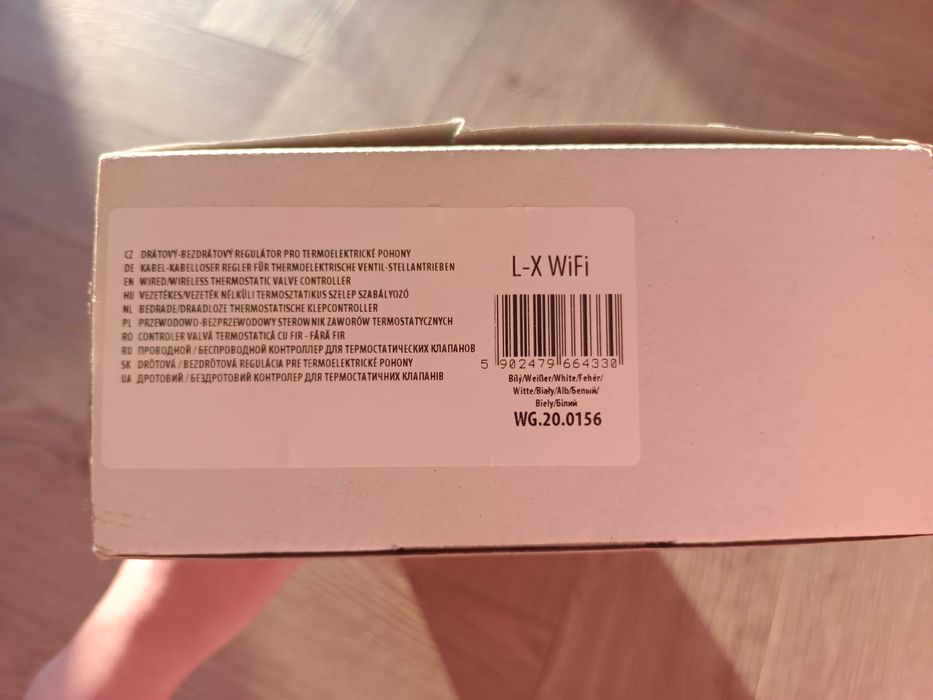 CZ DRÁTOVÝ-BEZDRÁTOVÝ REGULÁTOR PRO TERMOELEKTRICKÉ POHONY
DE KABEL-KABELLOSER REGLER FÜR THERMOELEKTRISCHE VENTIL-STELLANTRIEBEN
EN WIRED/WIRELESS THERMOSTATIC VALVE CONTROLLER
HU VEZETÉKES/VEZETÉK NÉLKÜLI TERMOSZTATIKUS SZELEP SZABÁLYOZÓ
NL BEDRADE/DRAADLOZE THERMOSTATISCHE KLEPCONTROLLER
PL PRZEWODOWO-BEZPRZEWODOWY STEROWNIK ZAWORÓW TERMOSTATYCZNYCH
RO CONTROLER VALVĂ TERMOSTATICĂ CU FIR - FĂRĂ FIR
RU ПРОВОДНОЙ / БЕСПРОВОДНОЙ КОНТРОЛЛЕР ДЛЯ ТЕРМОСТАТИЧЕСКИХ КЛАПАНОВ
SK DRÔTOVÁ / BEZDRÔTOVÁ REGULÁCIA PRE TERMOELEKTRICKÉ POHONY
UA ДРОТОВИЙ / БЕЗДРОТОВИЙ КОНТРОЛЕР ДЛЯ ТЕРМОСТАТИЧНИХ КЛАПАНІВ
L-X WiFi
5 902479 664330
Bílý/Weißer/White/Fehér/
Witte/Biały/Alb/Белый/
Biely/Білий
WG.20.0156